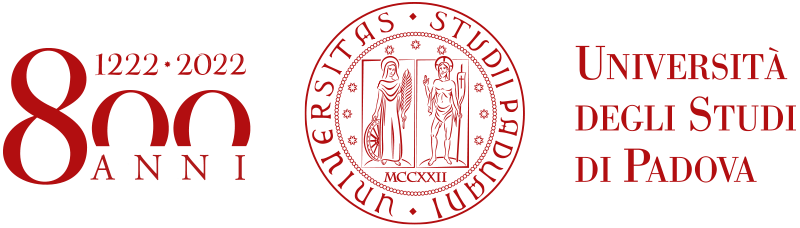 1222 · 2022
800
ANNI
UNIVERSITAS · STUDII PADUANI ·
MCCXXII
UNIVERSITÀ
DEGLI STUDI
DI PADOVA